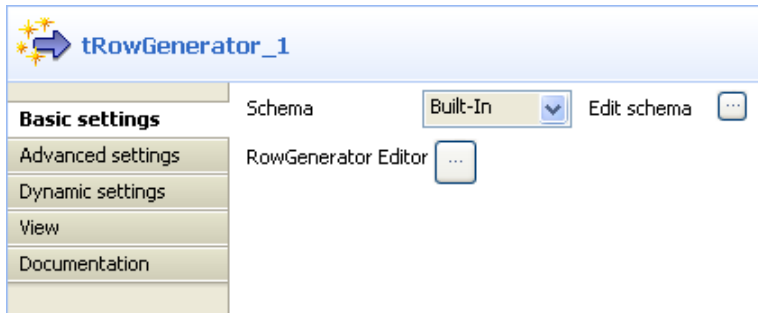 tRowGenerator_1
Basic settings
Advanced settings
Dynamic settings
View
Documentation
Schema Built-In Edit schema ...
RowGenerator Editor ...